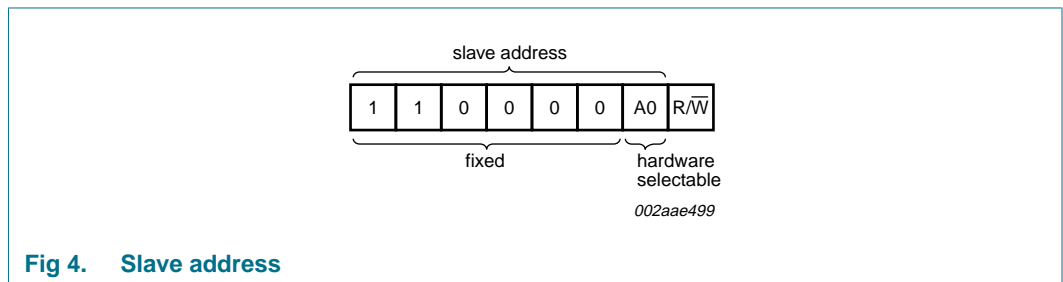 slave address
1 1 0 0 0 0 A0 R/W̅
fixed
hardware
selectable
002aae499
Fig 4. Slave address